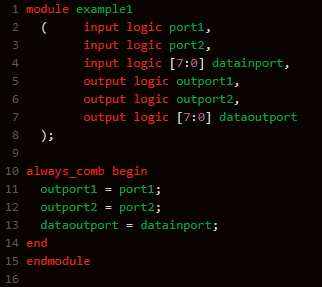 1 module example1
2   (     input logic port1,
3         input logic port2,
4         input logic [7:0] datainport,
5         output logic outport1,
6         output logic outport2,
7         output logic [7:0] dataoutport
8   );
9
10 always_comb begin
11   outport1 = port1;
12   outport2 = port2;
13   dataoutport = datainport;
14 end
15 endmodule
16